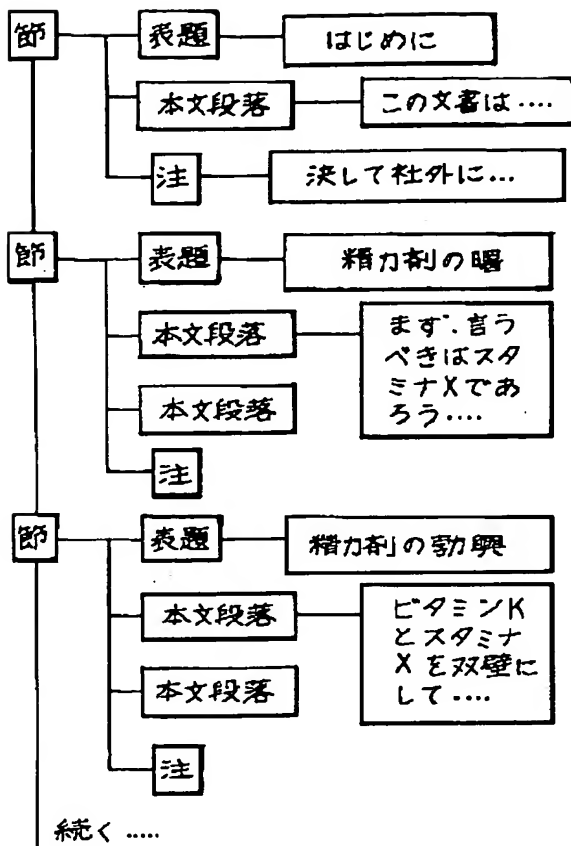 節 表題 はじめに
本文段落 この文書は‥‥
注 決して社外に…
節 表題 精力剤の曙
本文段落 まず、言う
べきはスタ
ミナXであ
ろう‥‥
本文段落
注
節 表題 精力剤の勃興
本文段落 ビタミンK
とスタミナ
Xを双壁に
して‥‥
本文段落
注
続く‥‥‥